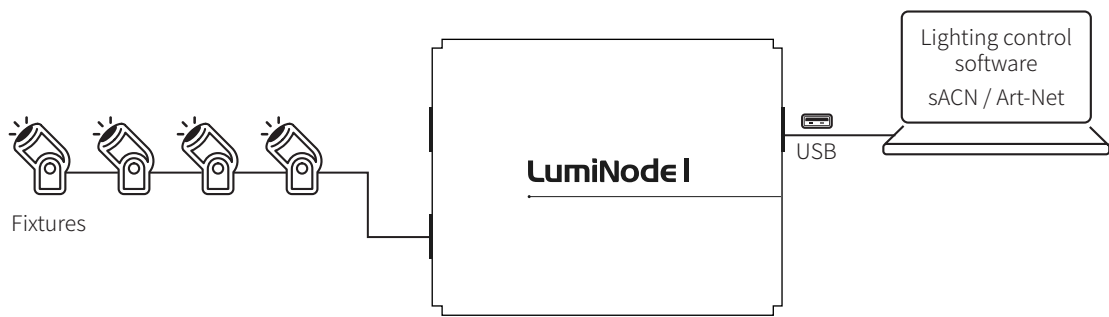 Lighting control
software
sACN / Art-Net
USB
LumiNode 1
Fixtures